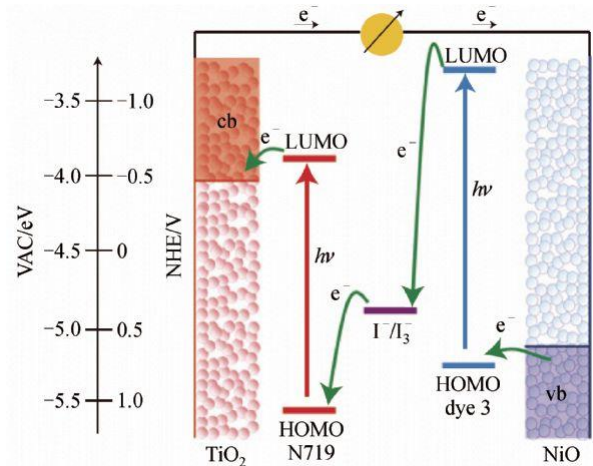 e⁻
e⁻
LUMO
cb
e⁻
LUMO
e⁻
hν
hν
e⁻
I⁻/I₃⁻
e⁻
HOMO
N719
HOMO
dye 3
vb
TiO₂
NiO
VAC/eV
−3.5
−4.0
−4.5
−5.0
−5.5
NHE/V
−1.0
−0.5
0
0.5
1.0